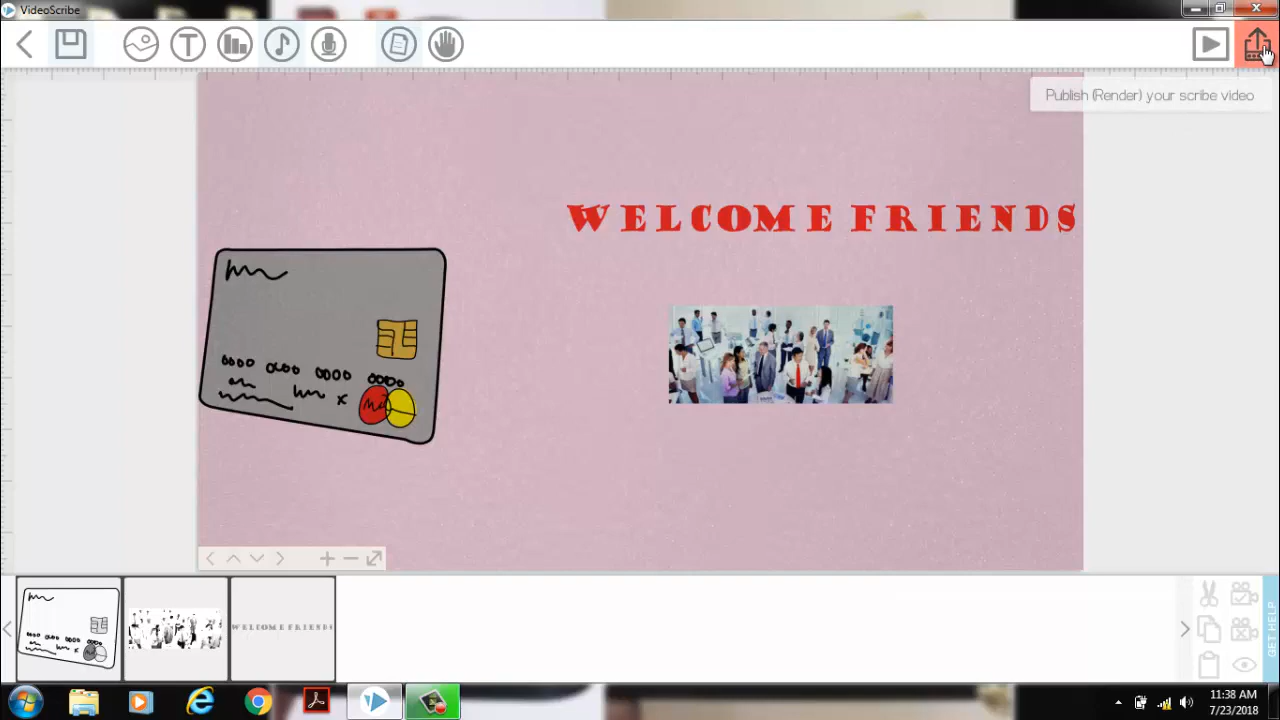 VideoScribe
Publish (Render) your scribe video
WELCOME FRIENDS
WELCOME FRIENDS
GET HELP
11:38 AM
7/23/2018